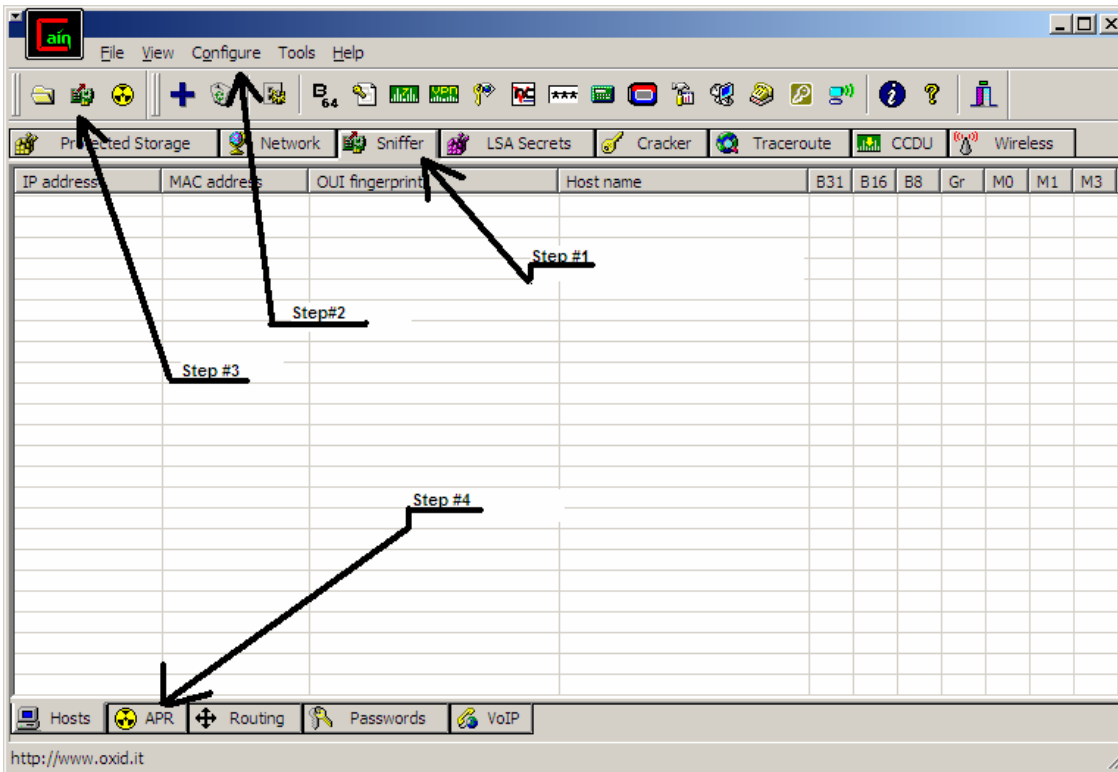 Cain
File View Configure Tools Help
B 64
Protected Storage Network Sniffer LSA Secrets Cracker Traceroute CCDU Wireless
IP address MAC address OUI fingerprint Host name B31 B16 B8 Gr M0 M1 M3
Step #1
Step#2
Step #3
Step #4
Hosts APR Routing Passwords VoIP
http://www.oxid.it